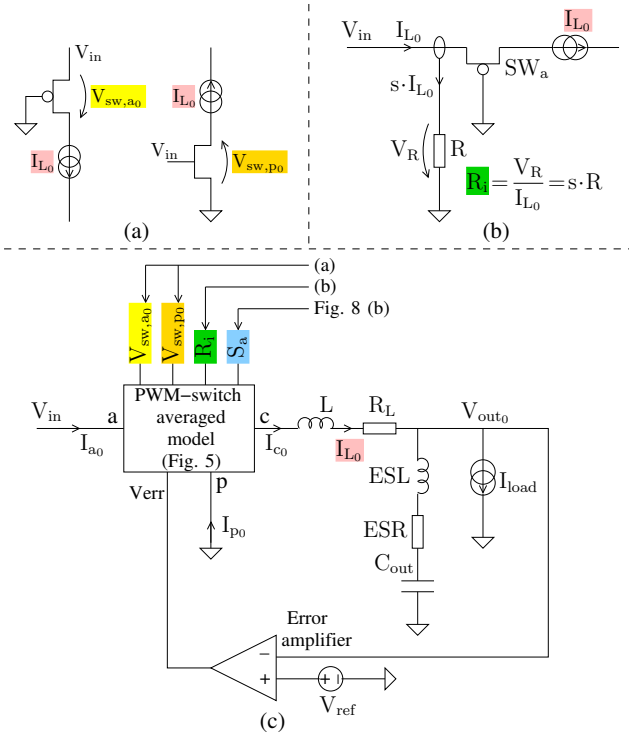 V_in
V_sw,a0
I_L0
I_L0
V_in
V_sw,p0
(a)
V_in
I_L0
I_L0
SW_a
s·I_L0
V_R
R
R_i = V_R / I_L0 = s·R
(b)
(a)
(b)
Fig. 8 (b)
V_sw,a0
V_sw,p0
R_i
S_a
PWM−switch
averaged
model
(Fig. 5)
V_in
a
I_a0
c
I_c0
L
I_L0
R_L
V_out0
Verr
p
I_p0
ESL
I_load
ESR
C_out
Error
amplifier
−
+
+
−
V_ref
(c)